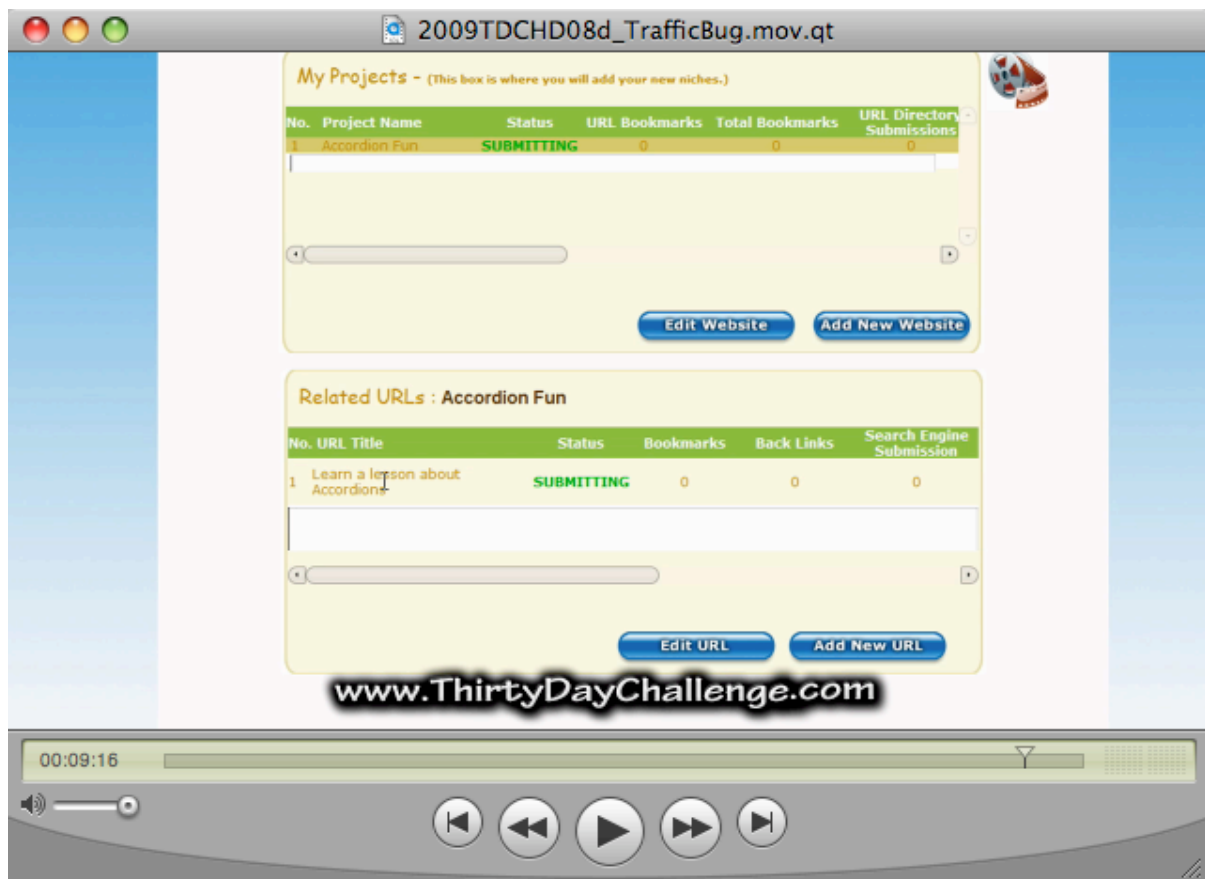 2009TDCHD08d_TrafficBug.mov.qt
My Projects - (This box is where you will add your new niches.)
No. Project Name Status URL Bookmarks Total Bookmarks URL Directory Submissions
1 Accordion Fun SUBMITTING 0 0 0
Edit Website Add New Website
Related URLs : Accordion Fun
No. URL Title Status Bookmarks Back Links Search Engine Submission
1 Learn a lesson about Accordions SUBMITTING 0 0 0
Edit URL Add New URL
www.ThirtyDayChallenge.com
00:09:16